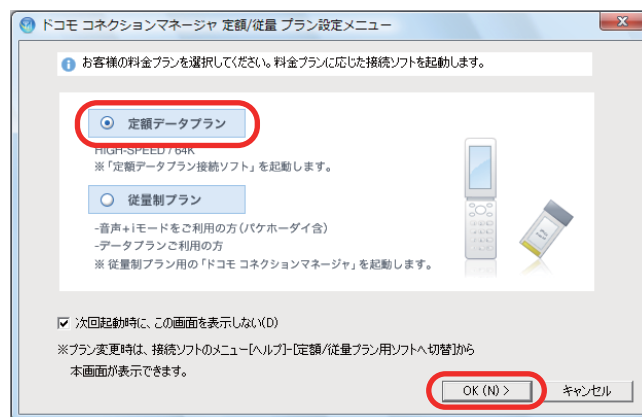 ドコモ コネクションマネージャ 定額/従量 プラン設定メニュー
お客様の料金プランを選択してください。料金プランに応じた接続ソフトを起動します。
定額データプラン
HIGH-SPEED / 64K
※「定額データプラン接続ソフト」を起動します。
従量制プラン
-音声+iモードをご利用の方(パケホーダイ含)
-データプランご利用の方
※ 従量制プラン用の「ドコモ コネクションマネージャ」を起動します。
次回起動時に、この画面を表示しない(D)
※プラン変更時は、接続ソフトのメニュー[ヘルプ]-[定額/従量プラン用ソフトへ切替]から
本画面が表示できます。
OK (N) >
キャンセル